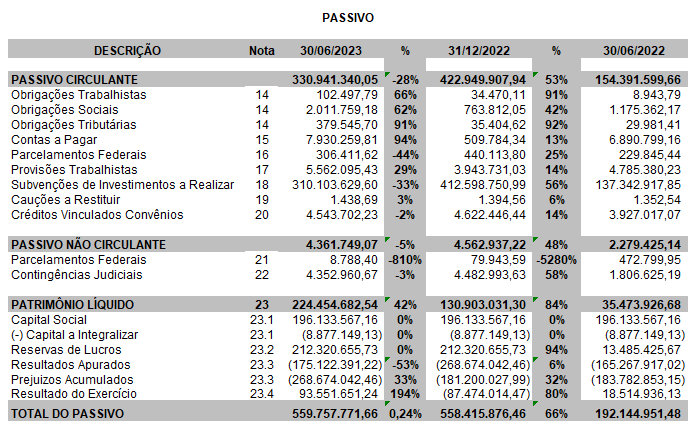 PASSIVO
DESCRIÇÃO Nota 30/06/2023 % 31/12/2022 % 30/06/2022
PASSIVO CIRCULANTE 330.941.340,05 -28% 422.949.907,94 53% 154.391.599,66
Obrigações Trabalhistas 14 102.497,79 66% 34.470,11 91% 8.943,79
Obrigações Sociais 14 2.011.759,18 62% 763.812,05 42% 1.175.362,17
Obrigações Tributárias 14 379.545,70 91% 35.404,62 92% 29.981,41
Contas a Pagar 15 7.930.259,81 94% 509.784,34 13% 6.890.799,16
Parcelamentos Federais 16 306.411,62 -44% 440.113,80 25% 229.845,44
Provisões Trabalhistas 17 5.562.095,43 29% 3.943.731,03 14% 4.785.380,23
Subvenções de Investimentos a Realizar 18 310.103.629,60 -33% 412.598.750,99 56% 137.342.917,85
Cauções a Restituir 19 1.438,69 3% 1.394,56 6% 1.352,54
Créditos Vinculados Convênios 20 4.543.702,23 -2% 4.622.446,44 14% 3.927.017,07
PASSIVO NÃO CIRCULANTE 4.361.749,07 -5% 4.562.937,22 48% 2.279.425,14
Parcelamentos Federais 21 8.788,40 -810% 79.943,59 -5280% 472.799,95
Contingências Judiciais 22 4.352.960,67 -3% 4.482.993,63 58% 1.806.625,19
PATRIMÔNIO LÍQUIDO 23 224.454.682,54 42% 130.903.031,30 84% 35.473.926,68
Capital Social 23.1 196.133.567,16 0% 196.133.567,16 0% 196.133.567,16
(-) Capital a Integralizar 23.1 (8.877.149,13) 0% (8.877.149,13) 0% (8.877.149,13)
Reservas de Lucros 23.2 212.320.655,73 0% 212.320.655,73 94% 13.485.425,67
Resultados Apurados 23.3 (175.122.391,22) -53% (268.674.042,46) 6% (165.267.917,02)
Prejuizos Acumulados 23.3 (268.674.042,46) 33% (181.200.027,99) 32% (183.782.853,15)
Resultado do Exercício 23.4 93.551.651,24 194% (87.474.014,47) 80% 18.514.936,13
TOTAL DO PASSIVO 559.757.771,66 0,24% 558.415.876,46 66% 192.144.951,48